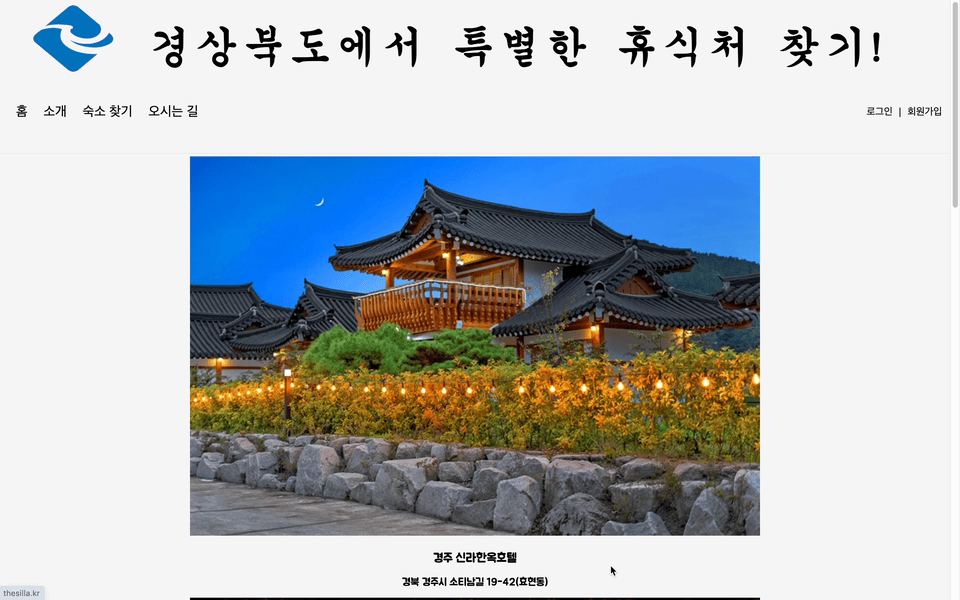 경상북도에서 특별한 휴식처 찾기!
홈 소개 숙소 찾기 오시는 길
로그인 | 회원가입
경주 신라한옥호텔
경북 경주시 소티남길 19-42(효현동)
thesilla.kr